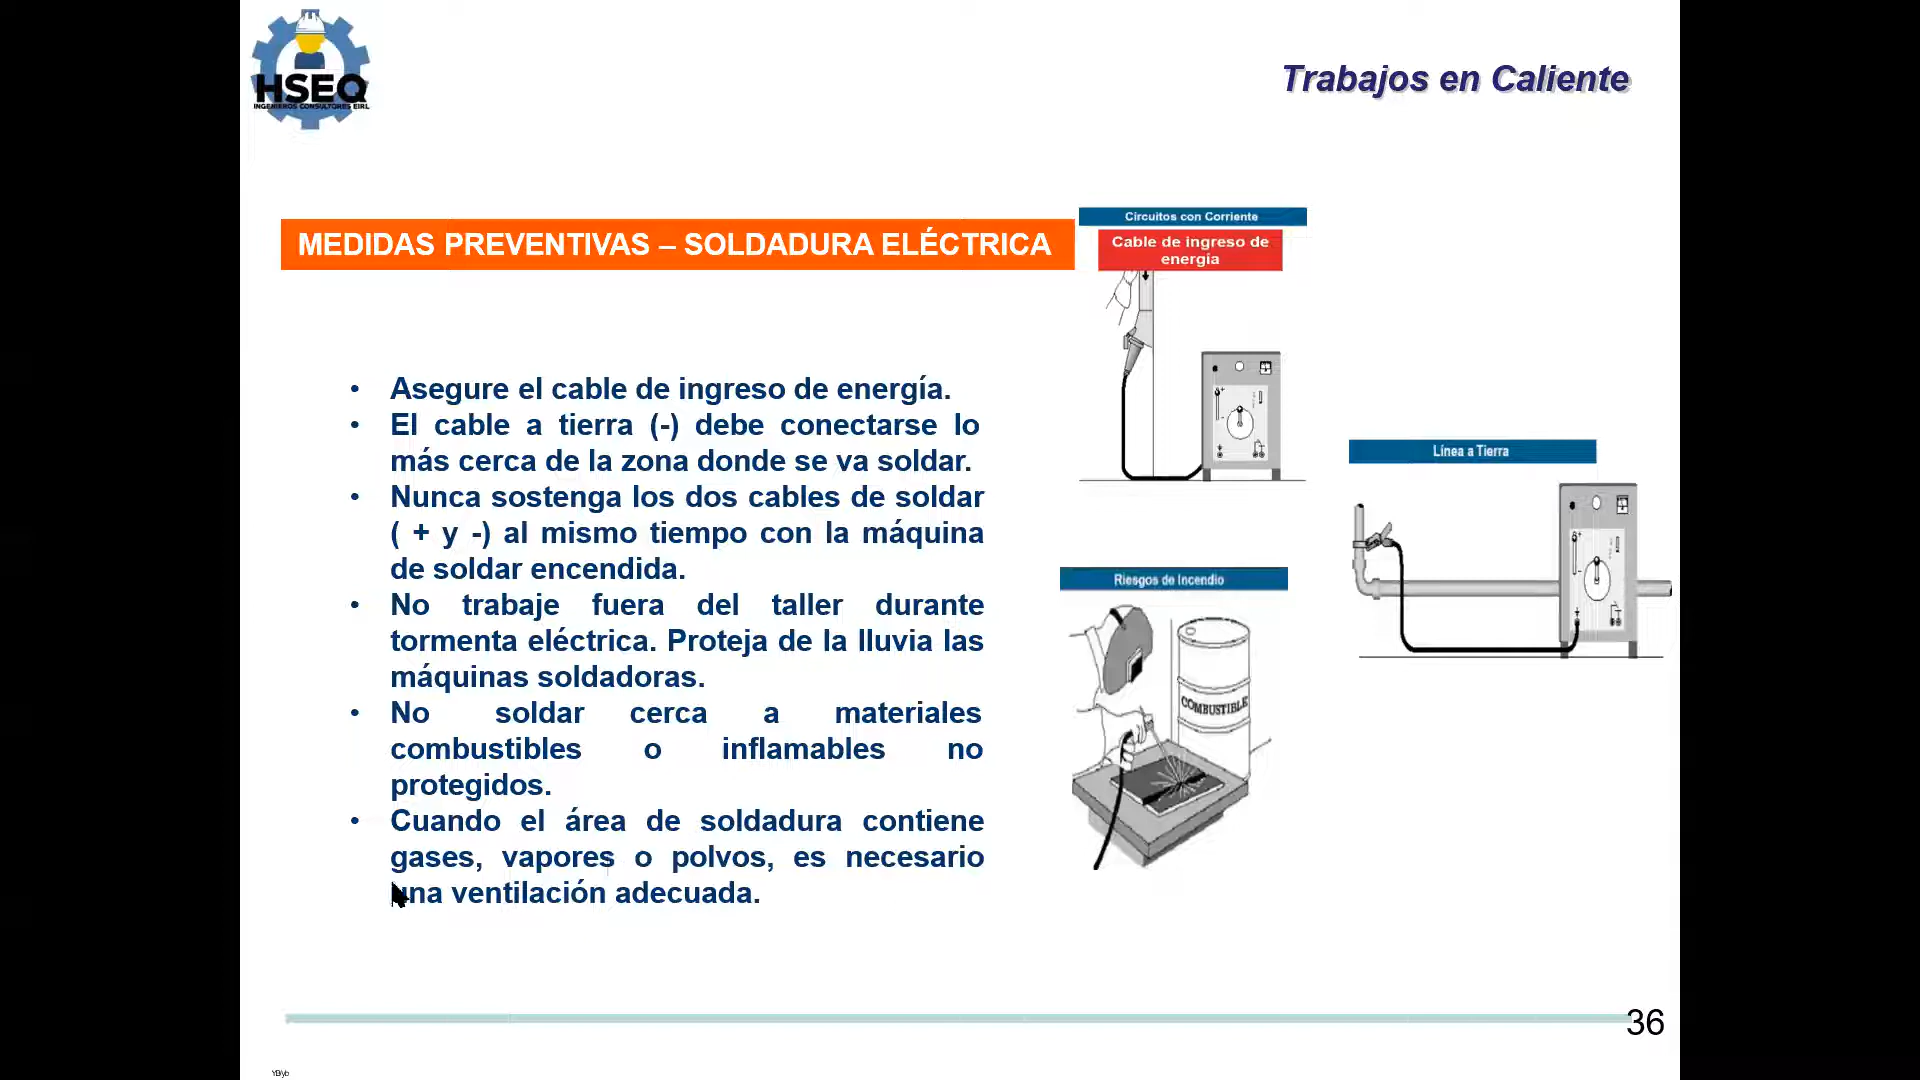 HSEQ
INGENIEROS CONSULTORES EIRL
Trabajos en Caliente
MEDIDAS PREVENTIVAS – SOLDADURA ELÉCTRICA
Circuitos con Corriente
Cable de ingreso de
energía
• Asegure el cable de ingreso de energía.
• El cable a tierra (-) debe conectarse lo
más cerca de la zona donde se va soldar.
• Nunca sostenga los dos cables de soldar
( + y -) al mismo tiempo con la máquina
de soldar encendida.
• No trabaje fuera del taller durante
tormenta eléctrica. Proteja de la lluvia las
máquinas soldadoras.
• No soldar cerca a materiales
combustibles o inflamables no
protegidos.
• Cuando el área de soldadura contiene
gases, vapores o polvos, es necesario
una ventilación adecuada.
Línea a Tierra
Riesgos de Incendio
COMBUSTIBLE
36